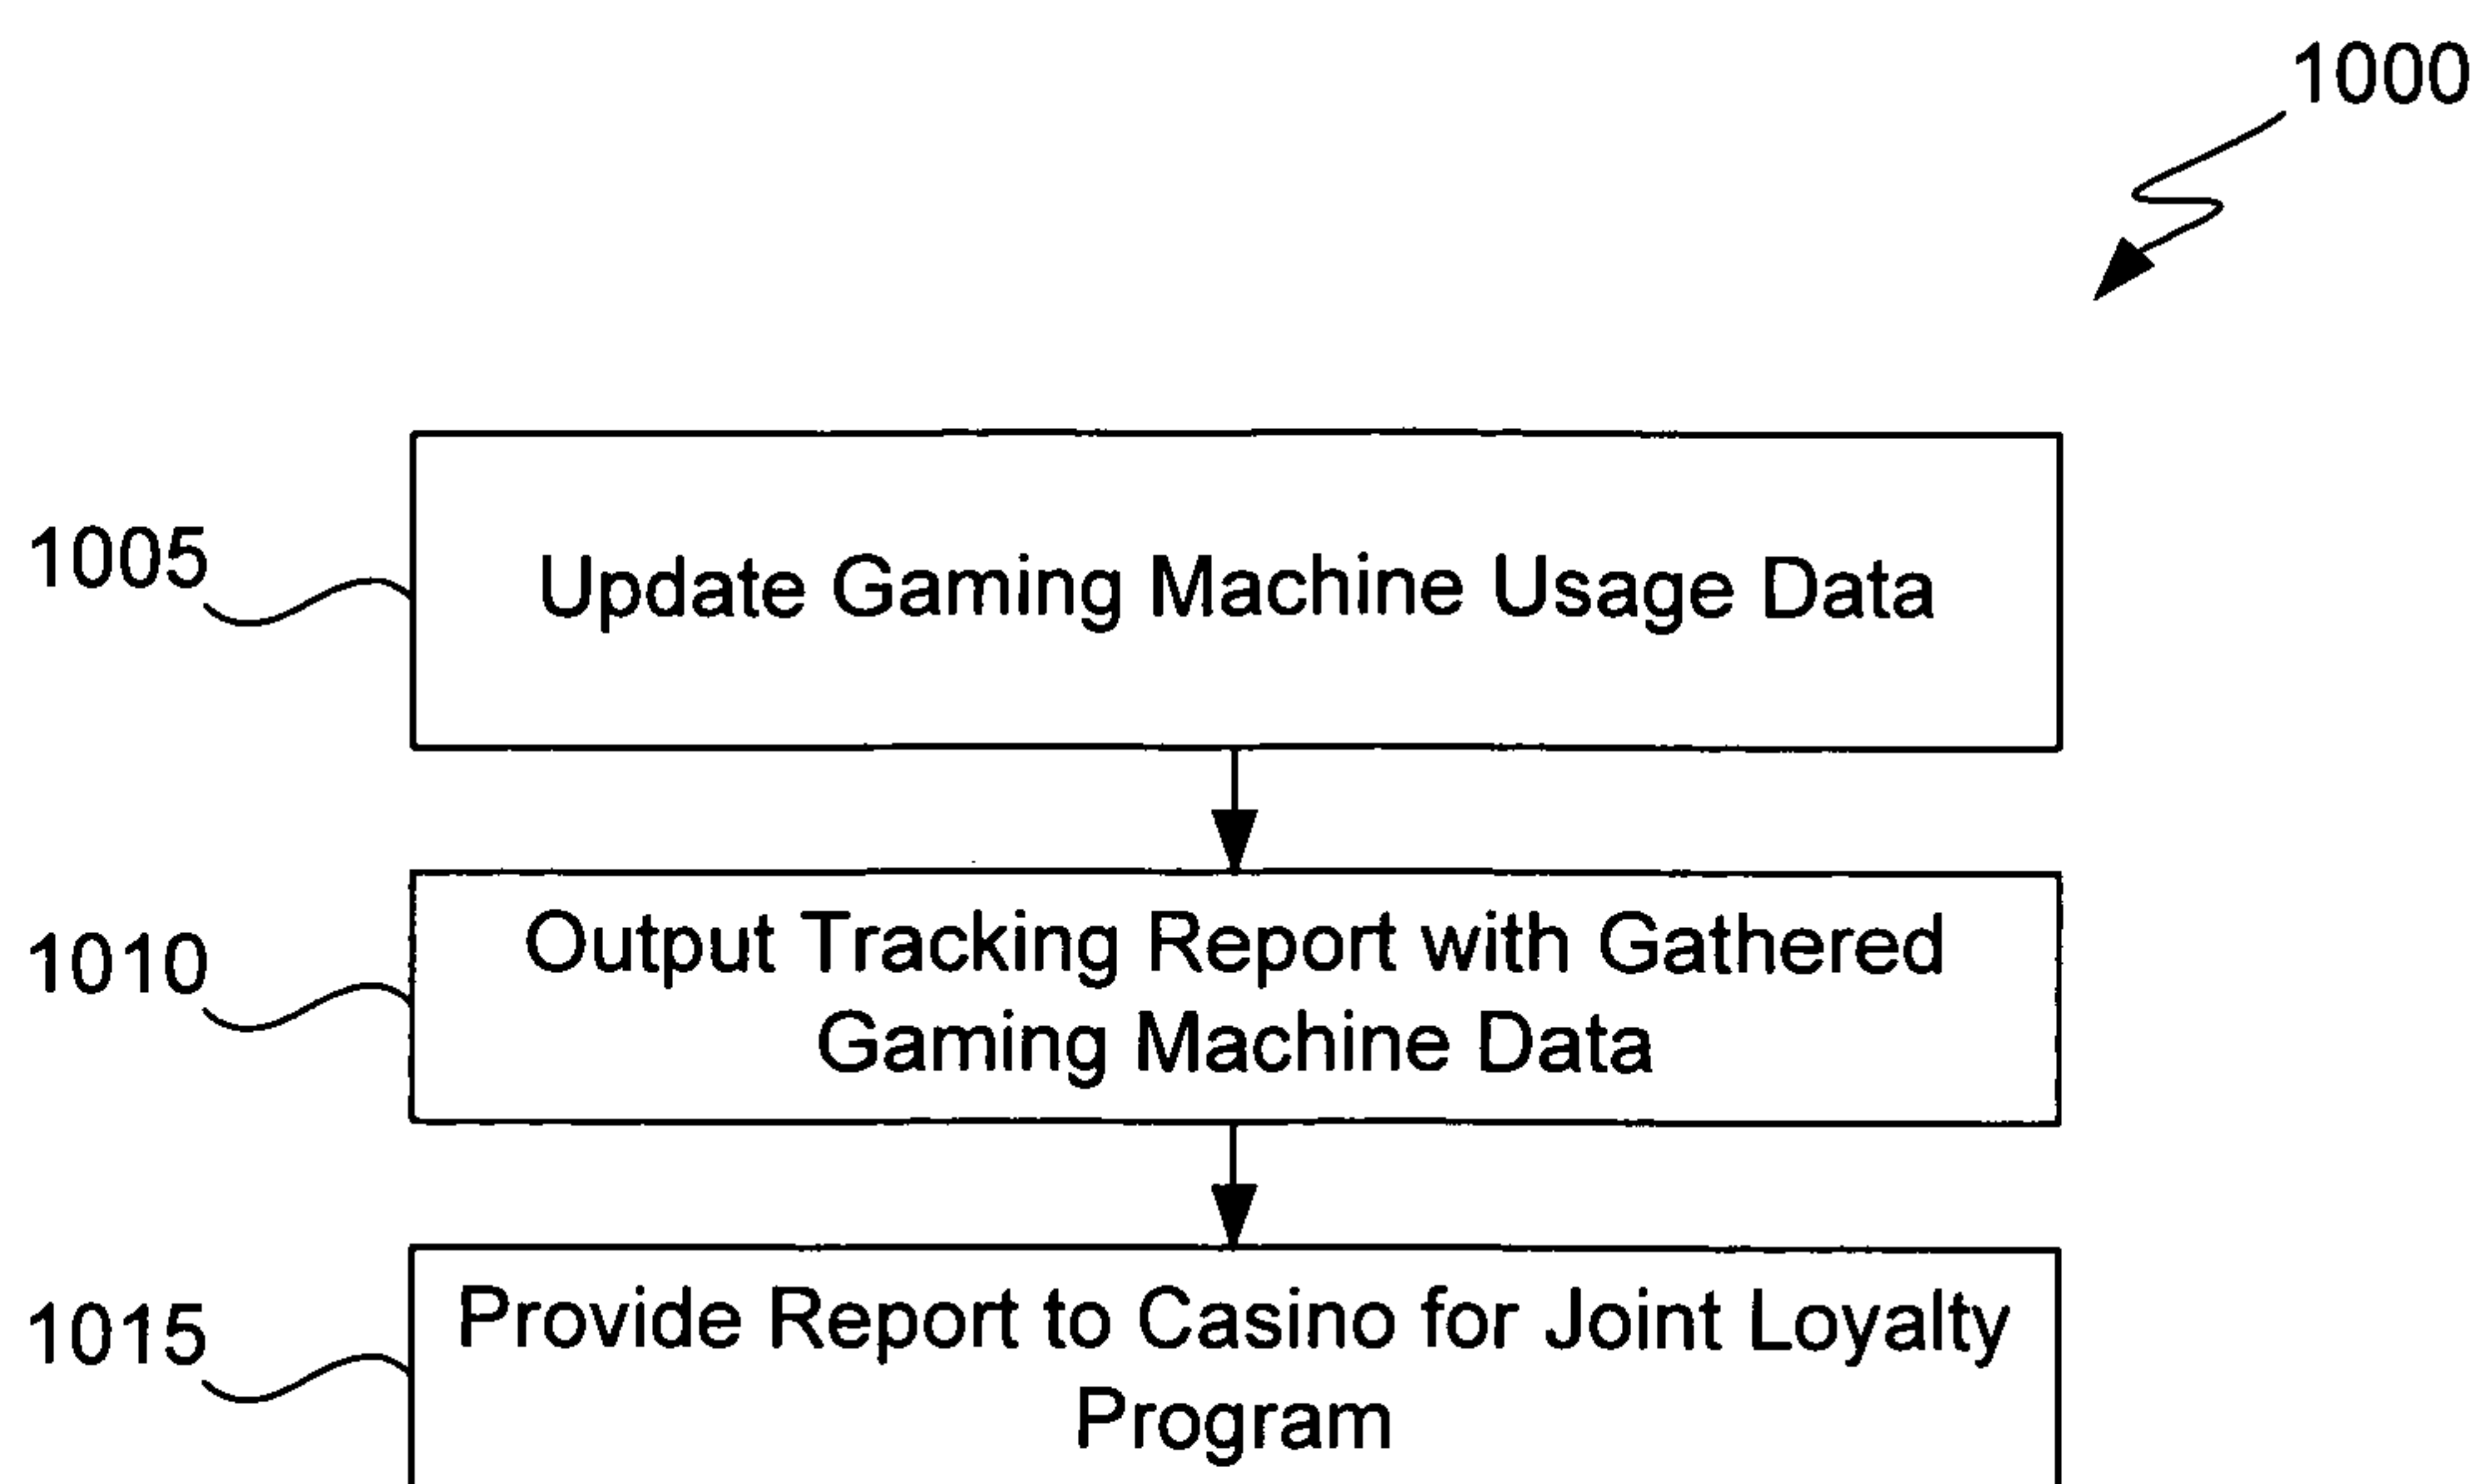 1000
1005
Update Gaming Machine Usage Data
1010
Output Tracking Report with Gathered
Gaming Machine Data
1015
Provide Report to Casino for Joint Loyalty
Program